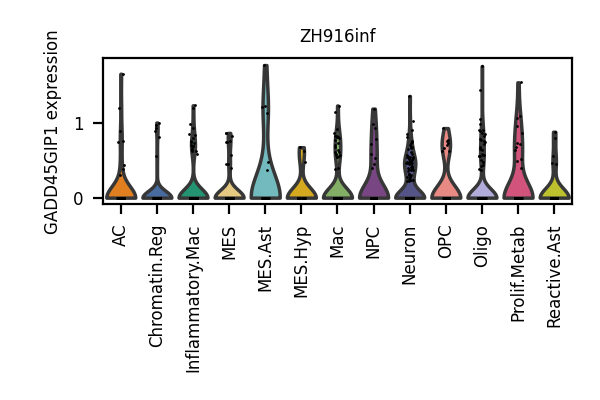 ZH916inf
GADD45GIP1 expression
1
0
AC
Chromatin.Reg
Inflammatory.Mac
MES
MES.Ast
MES.Hyp
Mac
NPC
Neuron
OPC
Oligo
Prolif.Metab
Reactive.Ast